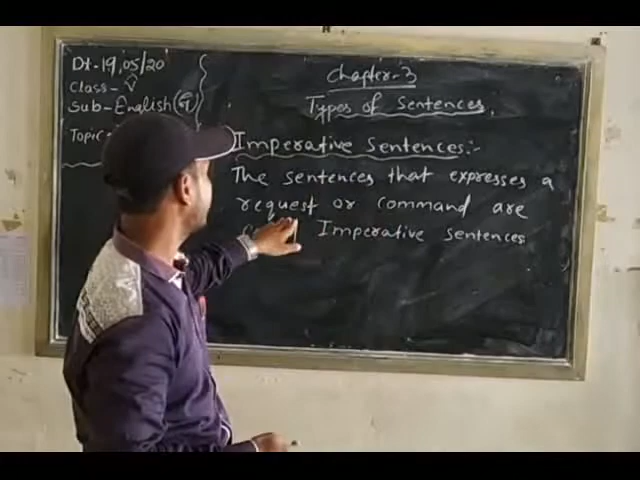 Dt-19,05/20
Class- V
Sub-English(G)
Topic:
Chapter-3
Types of Sentences.
Imperative Sentences:-
The sentences that expresses a
request or command are
Imperative sentences